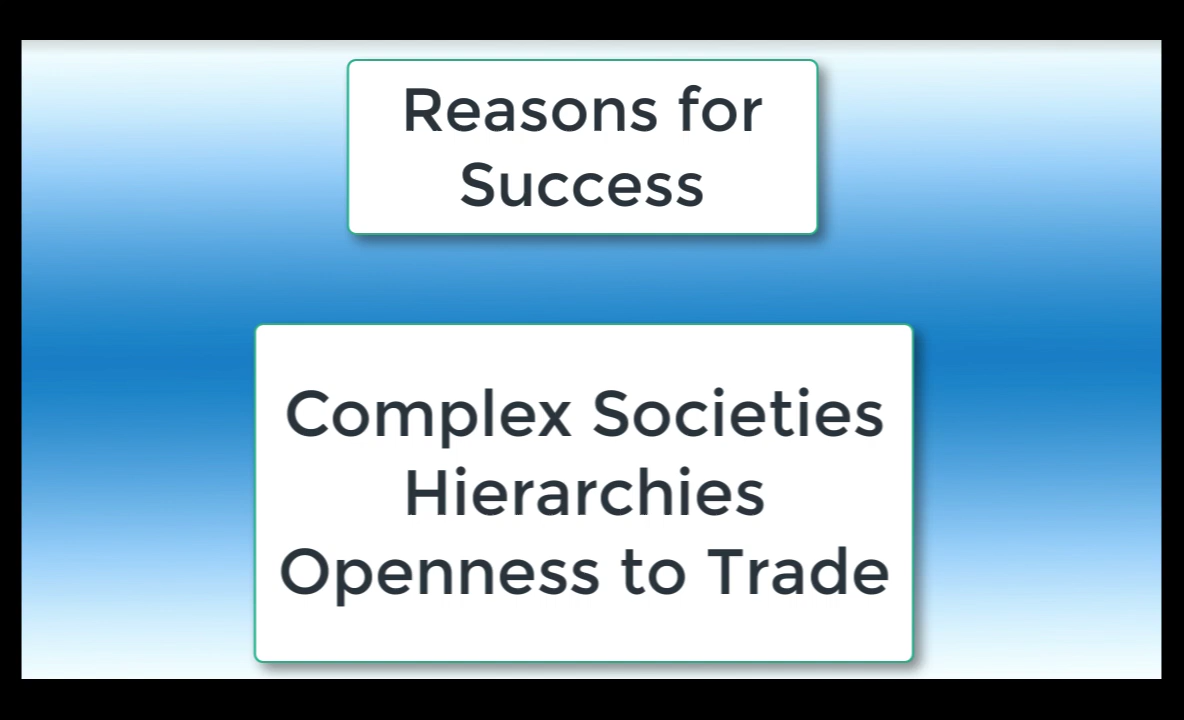 Reasons for
Success
Complex Societies
Hierarchies
Openness to Trade